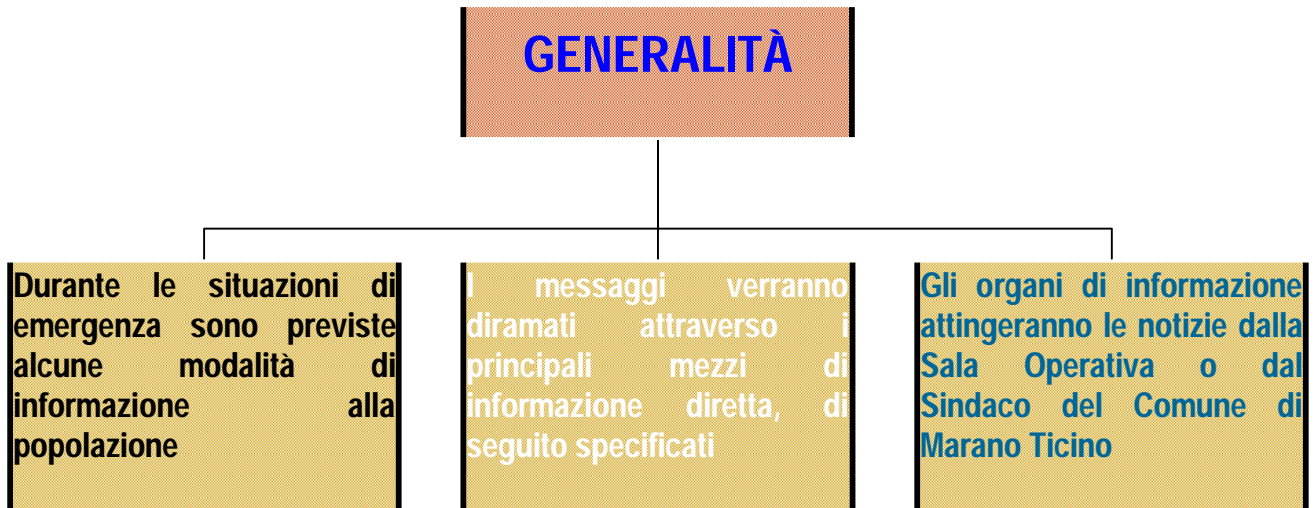 GENERALITÀ
Durante le situazioni di
emergenza sono previste
alcune modalità di
informazione alla
popolazione
I messaggi verranno
diramati attraverso i
principali mezzi di
informazione diretta, di
seguito specificati
Gli organi di informazione
attingeranno le notizie dalla
Sala Operativa o dal
Sindaco del Comune di
Marano Ticino